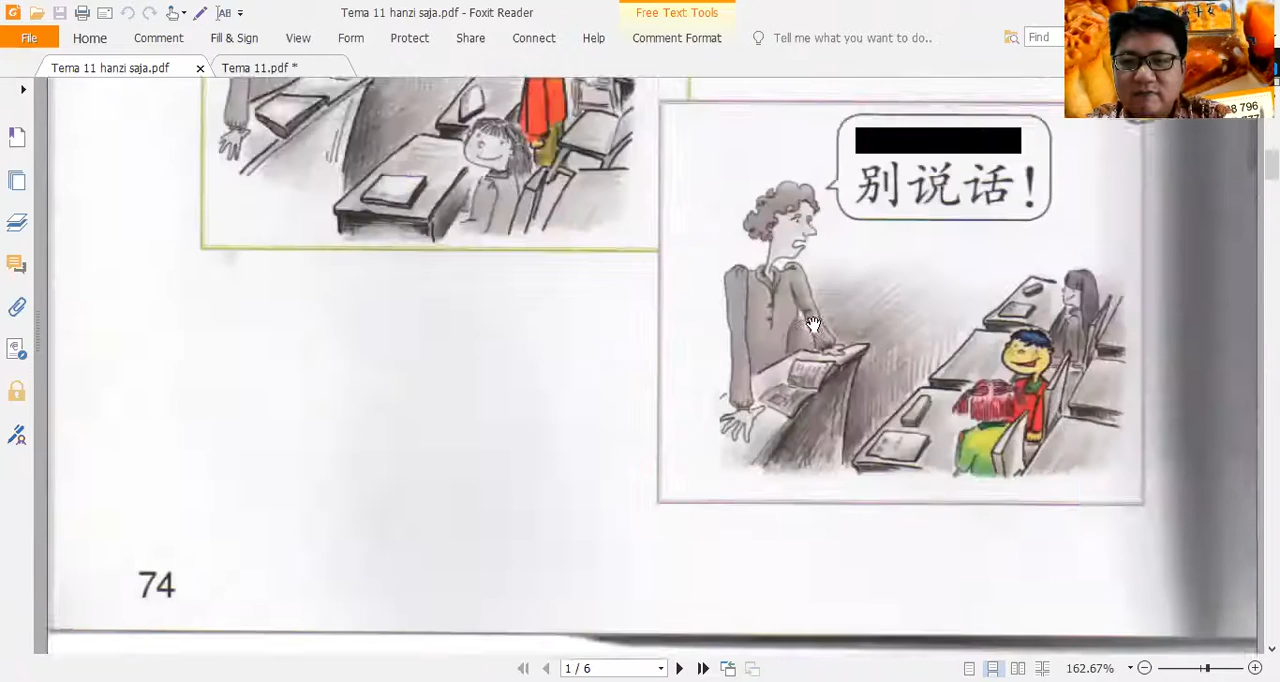 Tema 11 hanzi saja.pdf - Foxit Reader
Free Text Tools
File
Home
Comment
Fill & Sign
View
Form
Protect
Share
Connect
Help
Comment Format
Tell me what you want to do..
Find
Tema 11 hanzi saja.pdf
Tema 11.pdf *
别说话!
74
1 / 6
162.67%